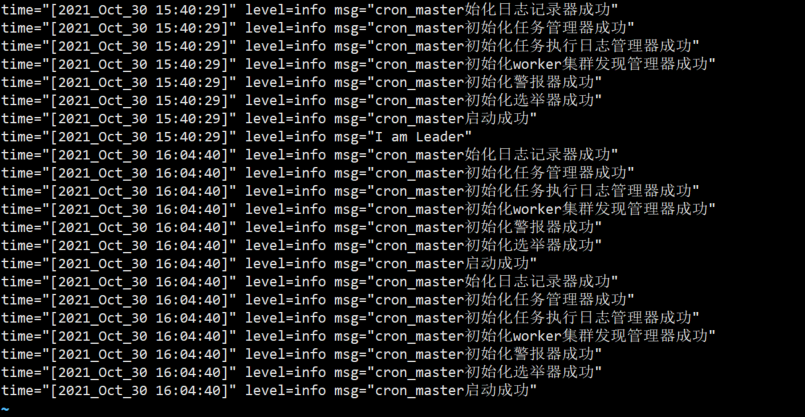 time="[2021_Oct_30 15:40:29]" level=info msg="cron_master始化日志记录器成功"
time="[2021_Oct_30 15:40:29]" level=info msg="cron_master初始化任务管理器成功"
time="[2021_Oct_30 15:40:29]" level=info msg="cron_master初始化任务执行日志管理器成功"
time="[2021_Oct_30 15:40:29]" level=info msg="cron_master初始化worker集群发现管理器成功"
time="[2021_Oct_30 15:40:29]" level=info msg="cron_master初始化警报器成功"
time="[2021_Oct_30 15:40:29]" level=info msg="cron_master初始化选举器成功"
time="[2021_Oct_30 15:40:29]" level=info msg="cron_master启动成功"
time="[2021_Oct_30 15:40:29]" level=info msg="I am Leader"
time="[2021_Oct_30 16:04:40]" level=info msg="cron_master始化日志记录器成功"
time="[2021_Oct_30 16:04:40]" level=info msg="cron_master初始化任务管理器成功"
time="[2021_Oct_30 16:04:40]" level=info msg="cron_master初始化任务执行日志管理器成功"
time="[2021_Oct_30 16:04:40]" level=info msg="cron_master初始化worker集群发现管理器成功"
time="[2021_Oct_30 16:04:40]" level=info msg="cron_master初始化警报器成功"
time="[2021_Oct_30 16:04:40]" level=info msg="cron_master初始化选举器成功"
time="[2021_Oct_30 16:04:40]" level=info msg="cron_master启动成功"
time="[2021_Oct_30 16:04:40]" level=info msg="cron_master始化日志记录器成功"
time="[2021_Oct_30 16:04:40]" level=info msg="cron_master初始化任务管理器成功"
time="[2021_Oct_30 16:04:40]" level=info msg="cron_master初始化任务执行日志管理器成功"
time="[2021_Oct_30 16:04:40]" level=info msg="cron_master初始化worker集群发现管理器成功"
time="[2021_Oct_30 16:04:40]" level=info msg="cron_master初始化警报器成功"
time="[2021_Oct_30 16:04:40]" level=info msg="cron_master初始化选举器成功"
time="[2021_Oct_30 16:04:40]" level=info msg="cron_master启动成功"
~